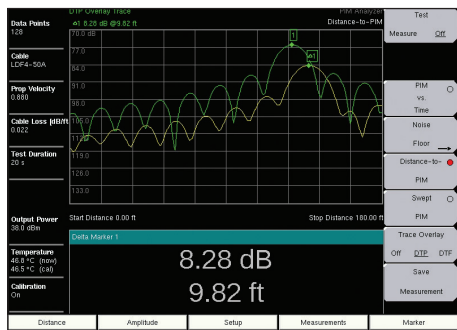 DTP Overlay Trace
PIM Analyzer
Δ1 8.28 dB @9.82 ft
Distance-to-PIM
Data Points
128
Cable
LDF4-50A
Prop Velocity
0.880
Cable Loss (dB/ft)
0.022
Test Duration
20 s
Output Power
38.0 dBm
Temperature
46.8 °C (now)
46.5 °C (cal)
Calibration
On
70.0 dB
77.0
84.0
91.0
98.0
105.0
112.0
119.0
126.0
133.0
1
Δ1
Start Distance 0.00 ft
Stop Distance 180.00 ft
Delta Marker 1
8.28 dB
9.82 ft
Test
Measure Off
PIM
vs.
Time
Noise
Floor
Distance-to-
PIM
Swept
PIM
Trace Overlay
Off DTP DTF
Save
Measurement
Distance
Amplitude
Setup
Measurements
Marker